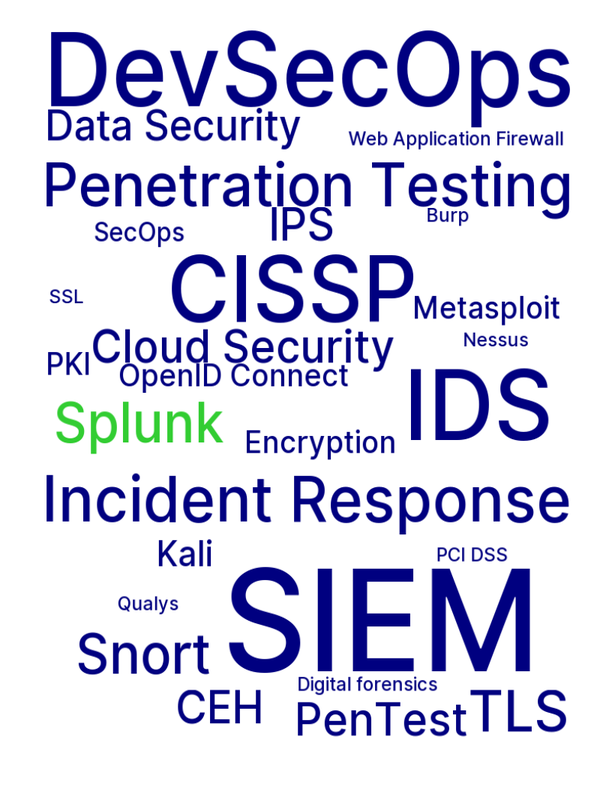 DevSecOps
Data Security
Web Application Firewall
Penetration Testing
Burp
IPS
SecOps
CISSP
SSL
Metasploit
Nessus
Cloud Security
PKI
OpenID Connect
IDS
Splunk
Encryption
Incident Response
Kali
PCI DSS
SIEM
Qualys
Snort
Digital forensics
CEH
PenTest
TLS